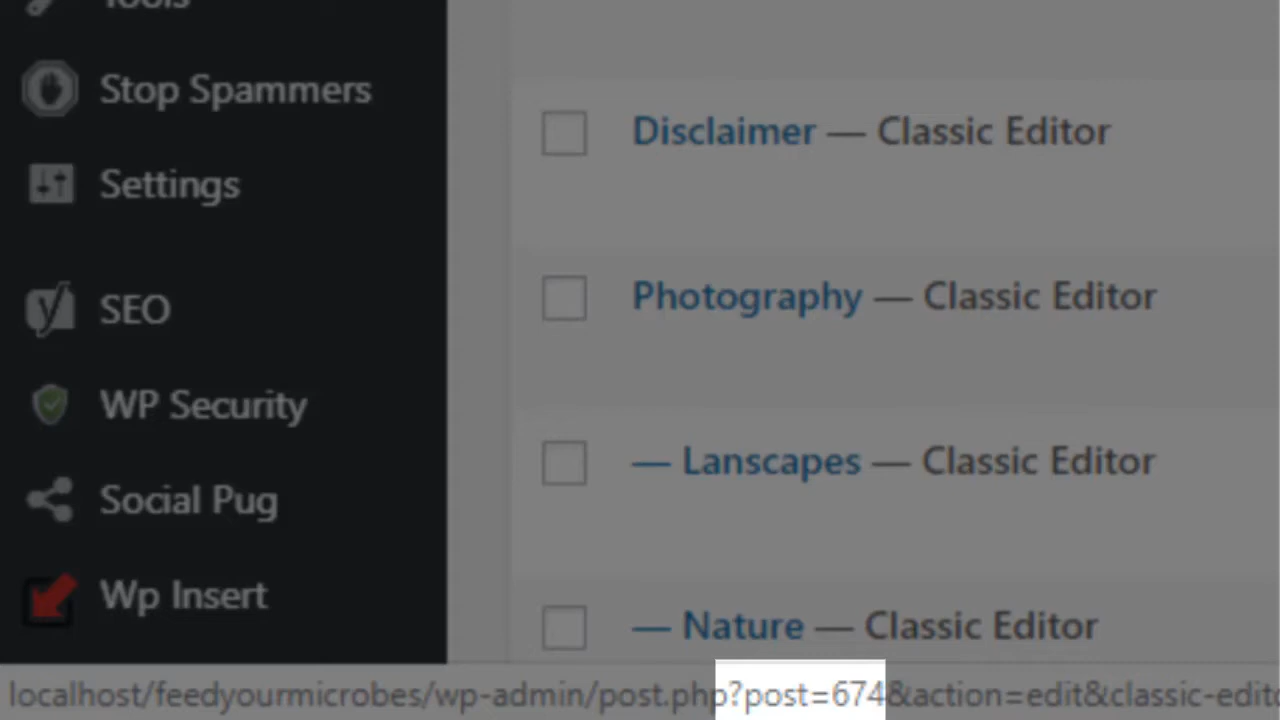 Tools
Stop Spammers
Settings
SEO
WP Security
Social Pug
Wp Insert
Disclaimer — Classic Editor
Photography — Classic Editor
— Lanscapes — Classic Editor
— Nature — Classic Editor
localhost/feedyourmicrobes/wp-admin/post.php?post=674&action=edit&classic-edito